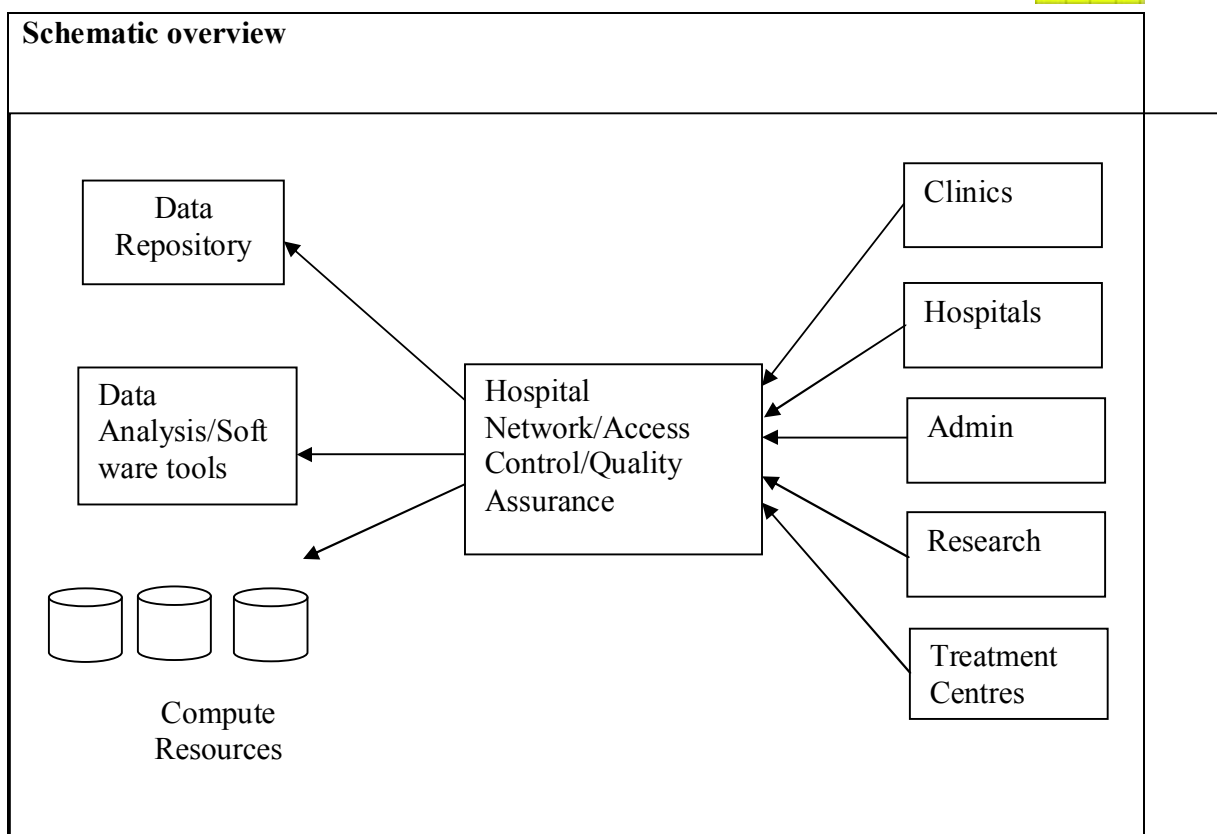 Schematic overview
Data
Repository
Data
Analysis/Soft
ware tools
Compute
Resources
Hospital
Network/Access
Control/Quality
Assurance
Clinics
Hospitals
Admin
Research
Treatment
Centres